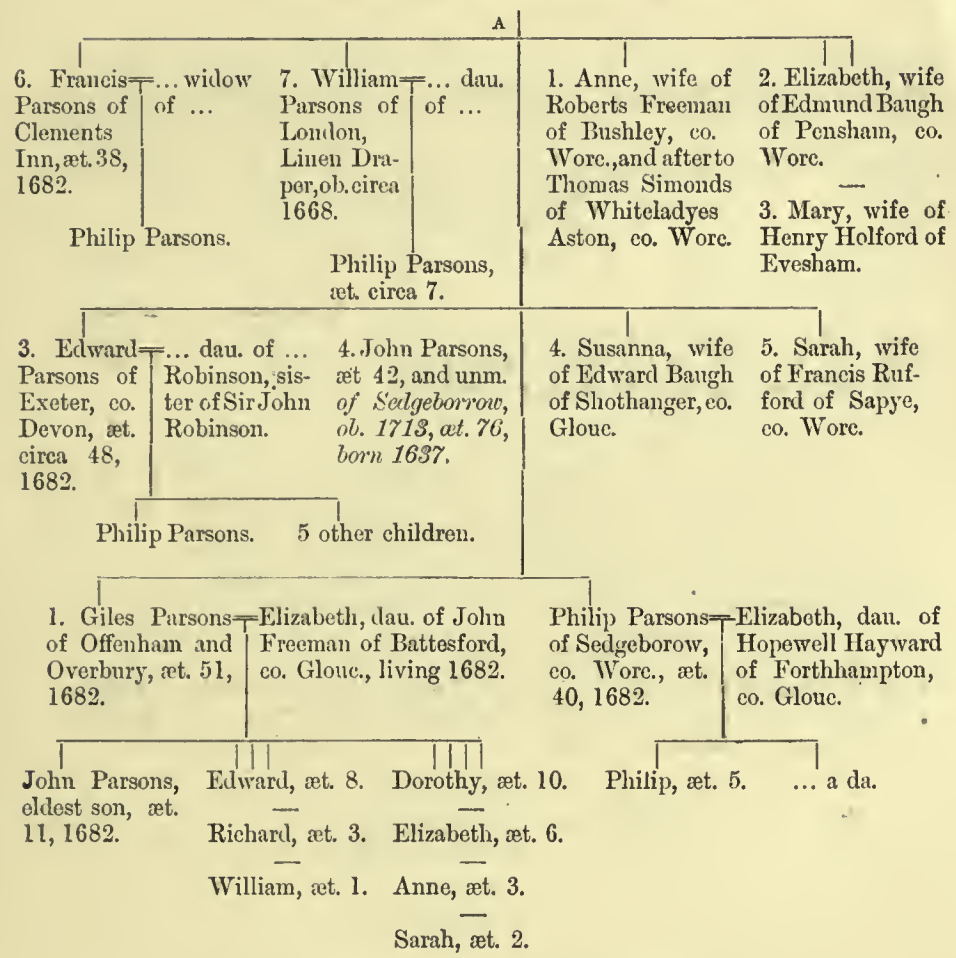 A
6. Francis=... widow
Parsons of of ...
Clements
Inn, æt. 38,
1682.
Philip Parsons.
7. William=... dau.
Parsons of of ...
London,
Linen Dra-
per, ob. circa
1668.
Philip Parsons,
æt. circa 7.
1. Anne, wife of
Roberts Freeman
of Bushley, co.
Worc., and after to
Thomas Simonds
of Whiteladyes
Aston, co. Worc.
2. Elizabeth, wife
of Edmund Baugh
of Pensham, co.
Worc.
—
3. Mary, wife of
Henry Holford of
Evesham.
3. Edward=... dau. of ...
Parsons of Robinson, sis-
Exeter, co. ter of Sir John
Devon, æt. Robinson.
circa 48,
1682.
Philip Parsons. 5 other children.
4. John Parsons,
æt 42, and unm.
of Sedgeborrow,
ob. 1713, æt. 76,
born 1637.
4. Susanna, wife
of Edward Baugh
of Shothanger, co.
Glouc.
5. Sarah, wife
of Francis Ruf-
ford of Sapye,
co. Worc.
1. Giles Parsons=Elizabeth, dau. of John
of Offenham and Freeman of Battesford,
Overbury, æt. 51, co. Glouc., living 1682.
1682.
Philip Parsons=Elizabeth, dau. of
of Sedgeborow, Hopewell Hayward
co. Worc., æt. of Forthhampton,
40, 1682. co. Glouc.
John Parsons,
eldest son, æt.
11, 1682.
Edward, æt. 8.
—
Richard, æt. 3.
—
William, æt. 1.
Dorothy, æt. 10.
—
Elizabeth, æt. 6.
—
Anne, æt. 3.
—
Sarah, æt. 2.
Philip, æt. 5. ... a da.